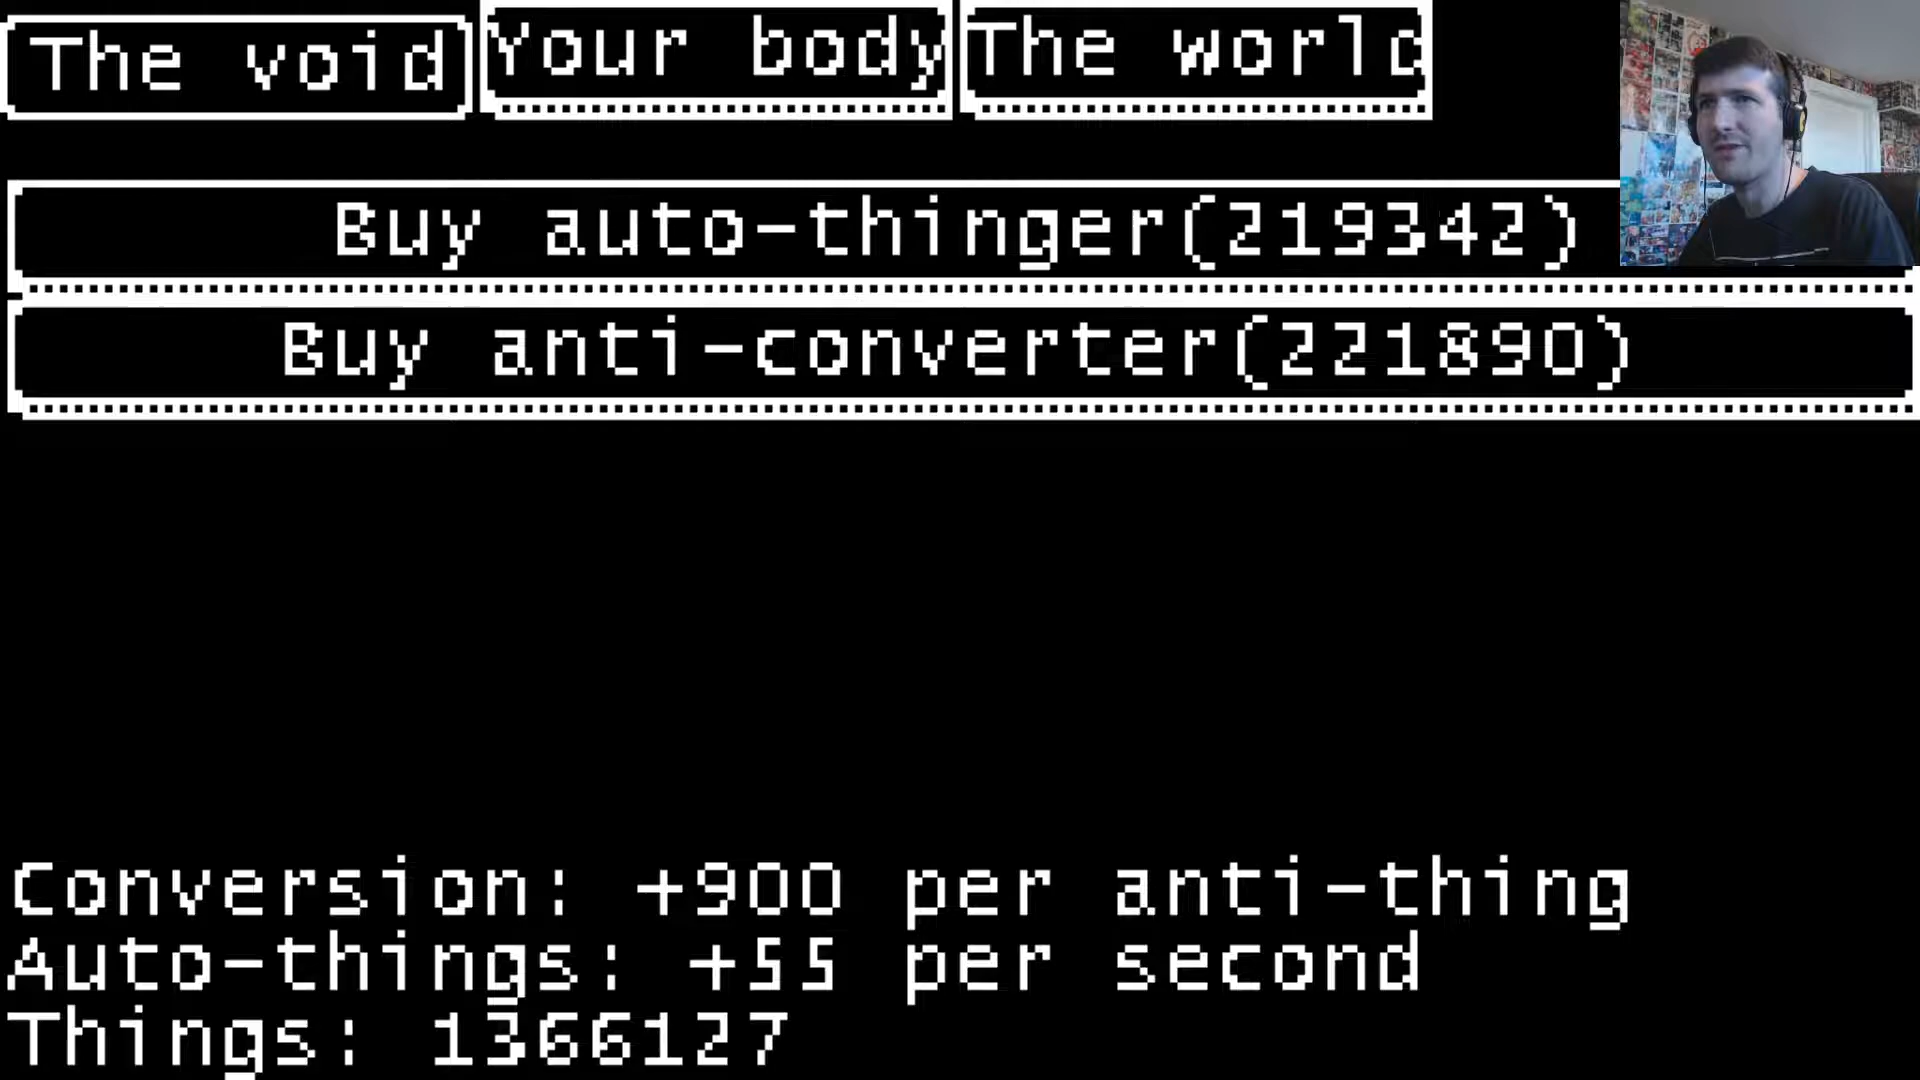 The void
Your body
The world
Buy auto-thinger(219342)
Buy anti-converter(221890)
Conversion: +900 per anti-thing
Auto-things: +55 per second
Things: 1366127